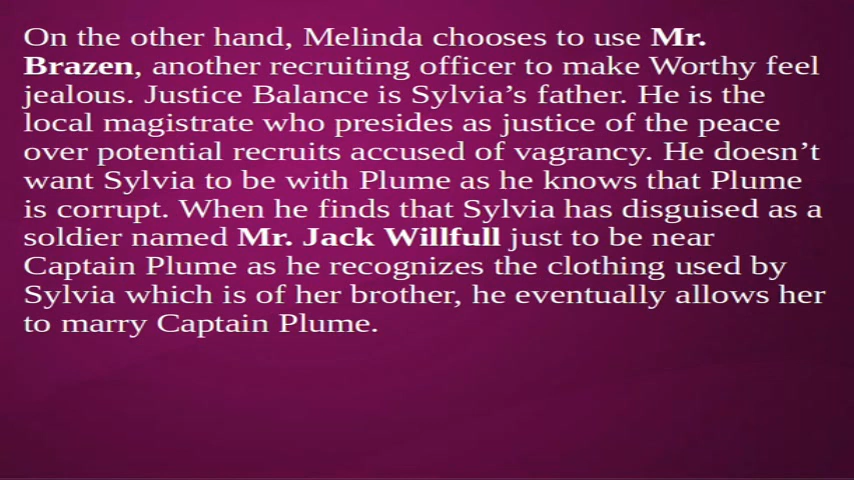 On the other hand, Melinda chooses to use Mr.
Brazen, another recruiting officer to make Worthy feel
jealous. Justice Balance is Sylvia’s father. He is the
local magistrate who presides as justice of the peace
over potential recruits accused of vagrancy. He doesn’t
want Sylvia to be with Plume as he knows that Plume
is corrupt. When he finds that Sylvia has disguised as a
soldier named Mr. Jack Willfull just to be near
Captain Plume as he recognizes the clothing used by
Sylvia which is of her brother, he eventually allows her
to marry Captain Plume.